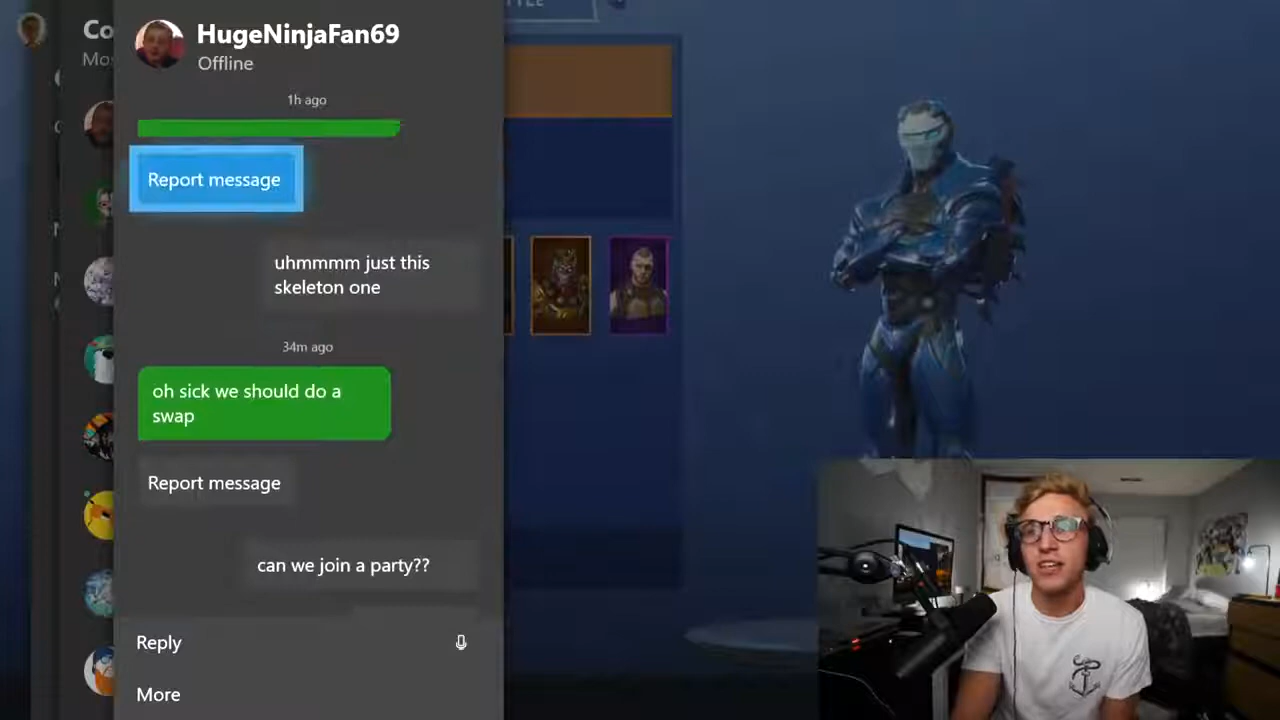 HugeNinjaFan69
Offline
1h ago
Report message
uhmmmm just this
skeleton one
34m ago
oh sick we should do a
swap
Report message
can we join a party??
Reply
More